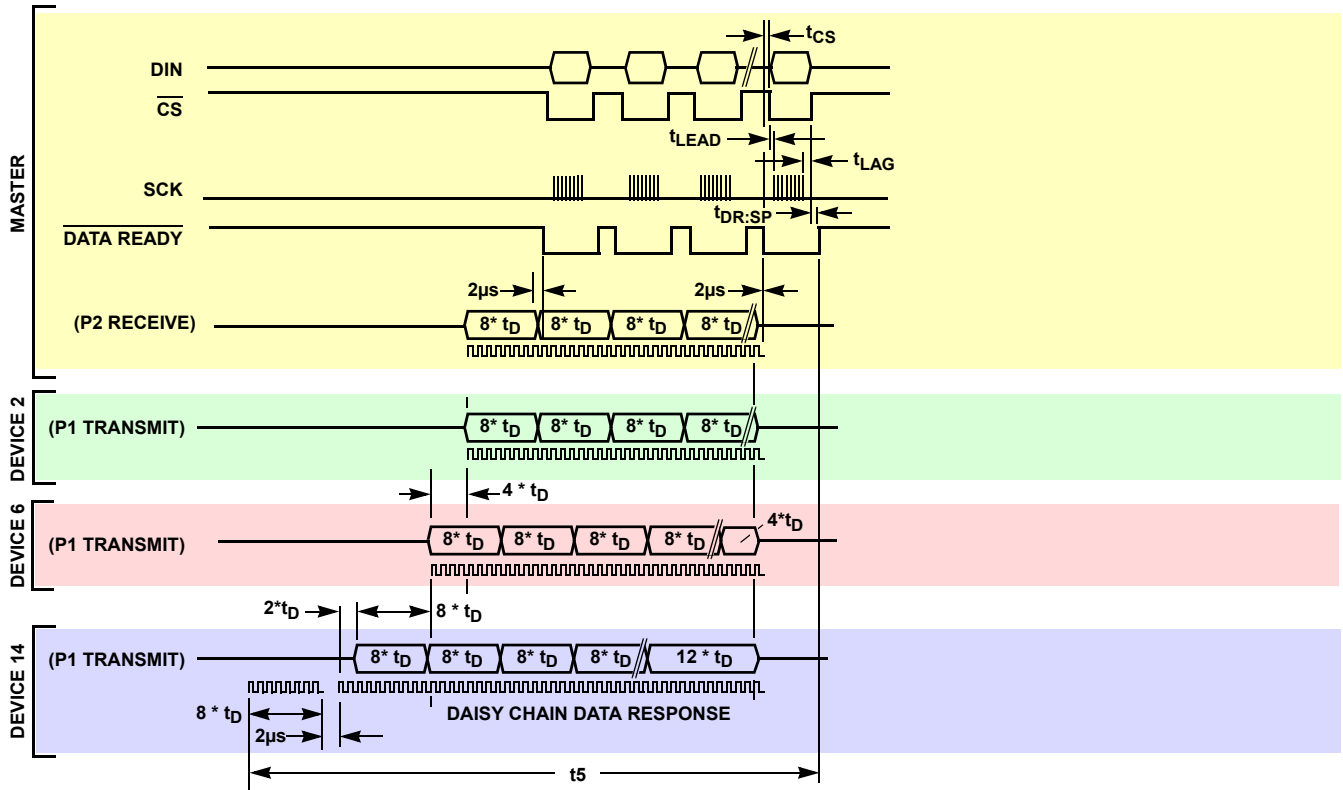 MASTER
DIN
tCS
CS
tLEAD
tLAG
SCK
tDR:SP
DATA READY
2µs
2µs
(P2 RECEIVE)
8* tD
8* tD
8* tD
8* tD
DEVICE 2
(P1 TRANSMIT)
8* tD
8* tD
8* tD
8* tD
4 * tD
DEVICE 6
(P1 TRANSMIT)
8* tD
8* tD
8* tD
8* tD
4*tD
2*tD
8 * tD
DEVICE 14
(P1 TRANSMIT)
8* tD
8* tD
8* tD
8* tD
12 * tD
8 * tD
DAISY CHAIN DATA RESPONSE
2µs
t5